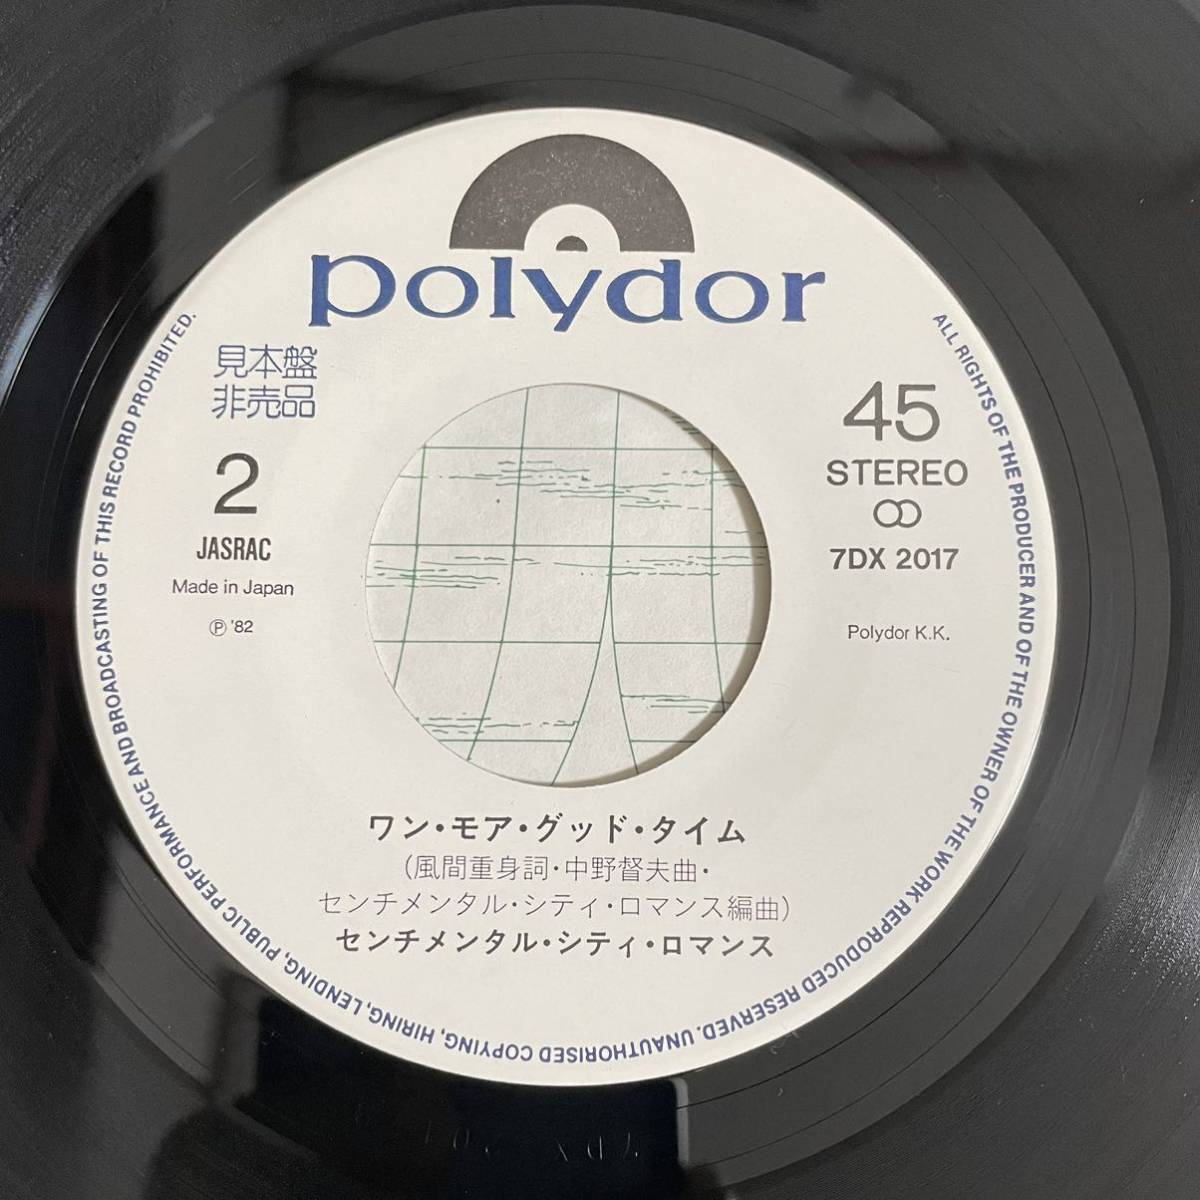 polydor
見本盤
非売品
2
JASRAC
Made in Japan
Ⓟ '82
45
STEREO
7DX 2017
Polydor K.K.
ワン・モア・グッド・タイム
(風間重身詞・中野督夫曲・
センチメンタル・シティ・ロマンス編曲)
センチメンタル・シティ・ロマンス
ALL RIGHTS OF THE PRODUCER AND OF THE OWNER OF THE WORK REPRODUCED RESERVED. UNAUTHORISED COPYING, HIRING, LENDING, PUBLIC PERFORMANCE AND BROADCASTING OF THIS RECORD PROHIBITED.